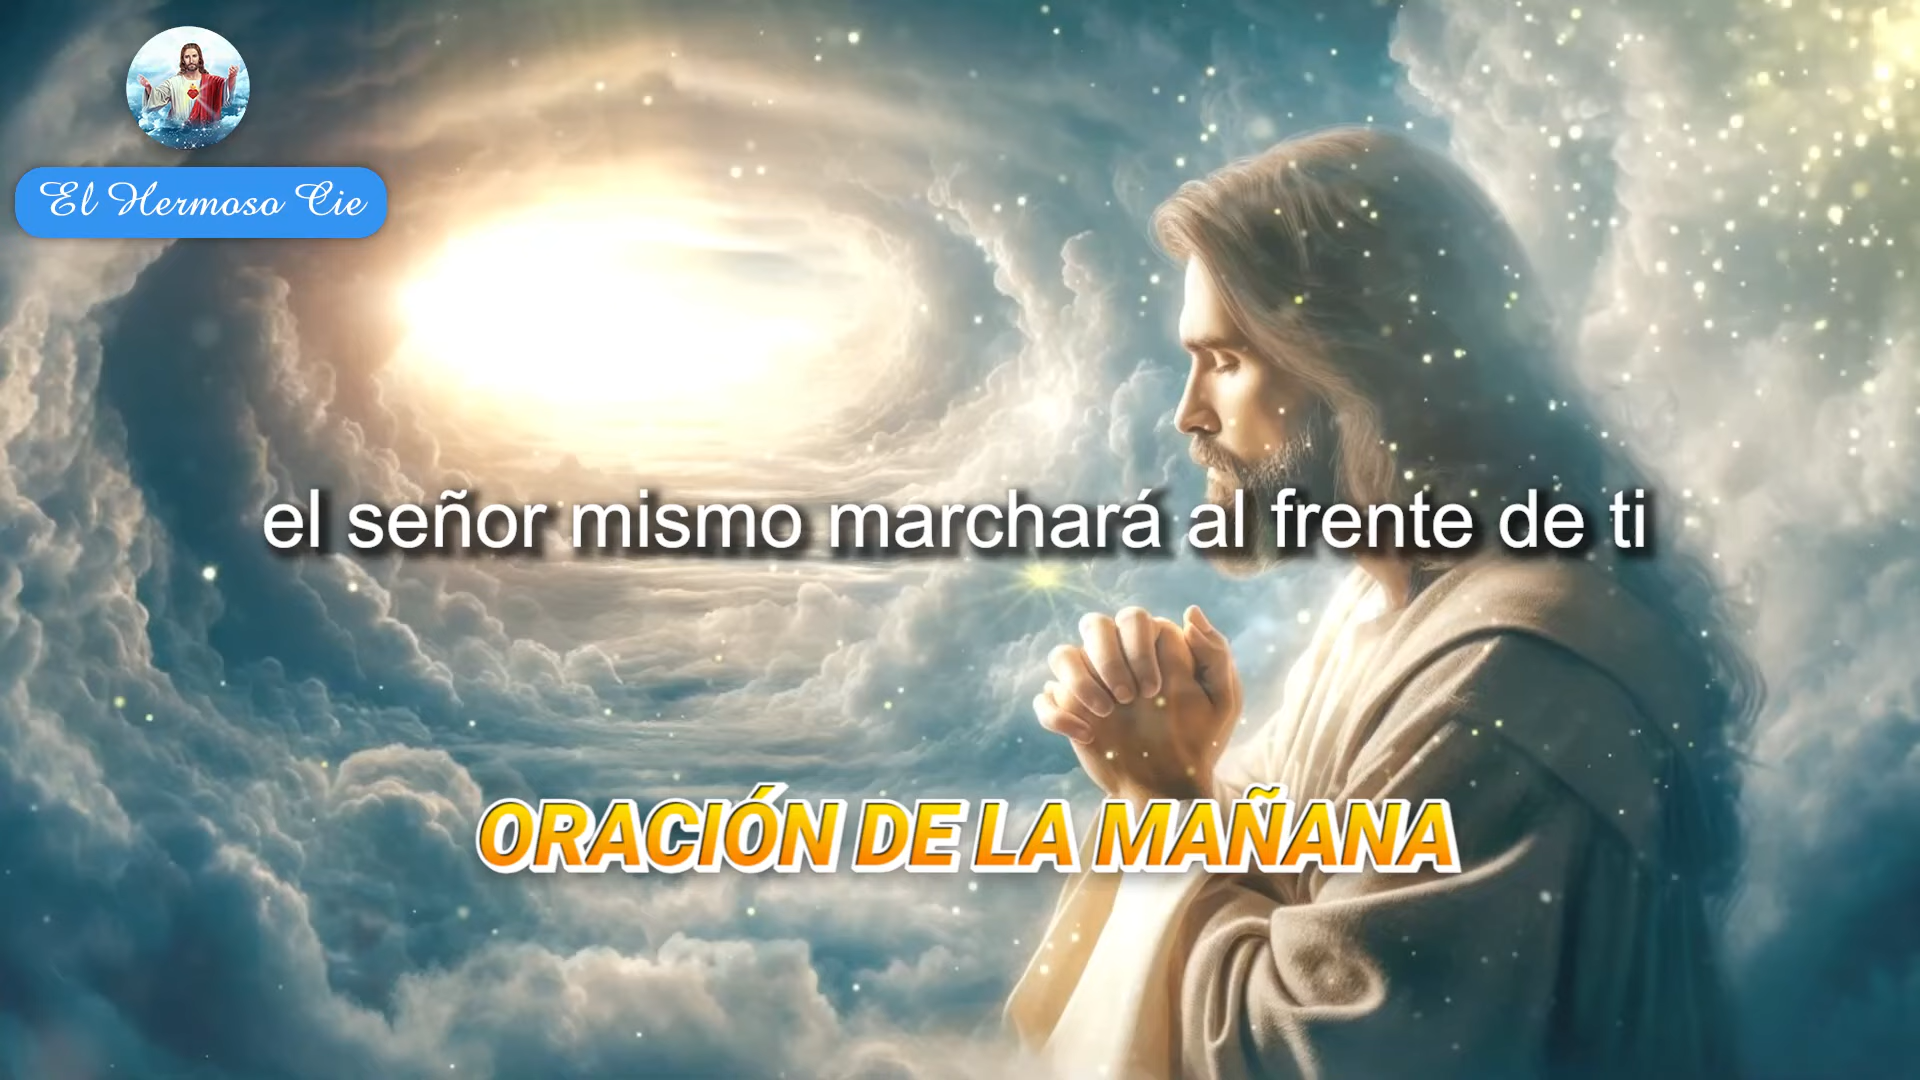 El Hermoso Cie
el señor mismo marchará al frente de ti
ORACIÓN DE LA MAÑANA